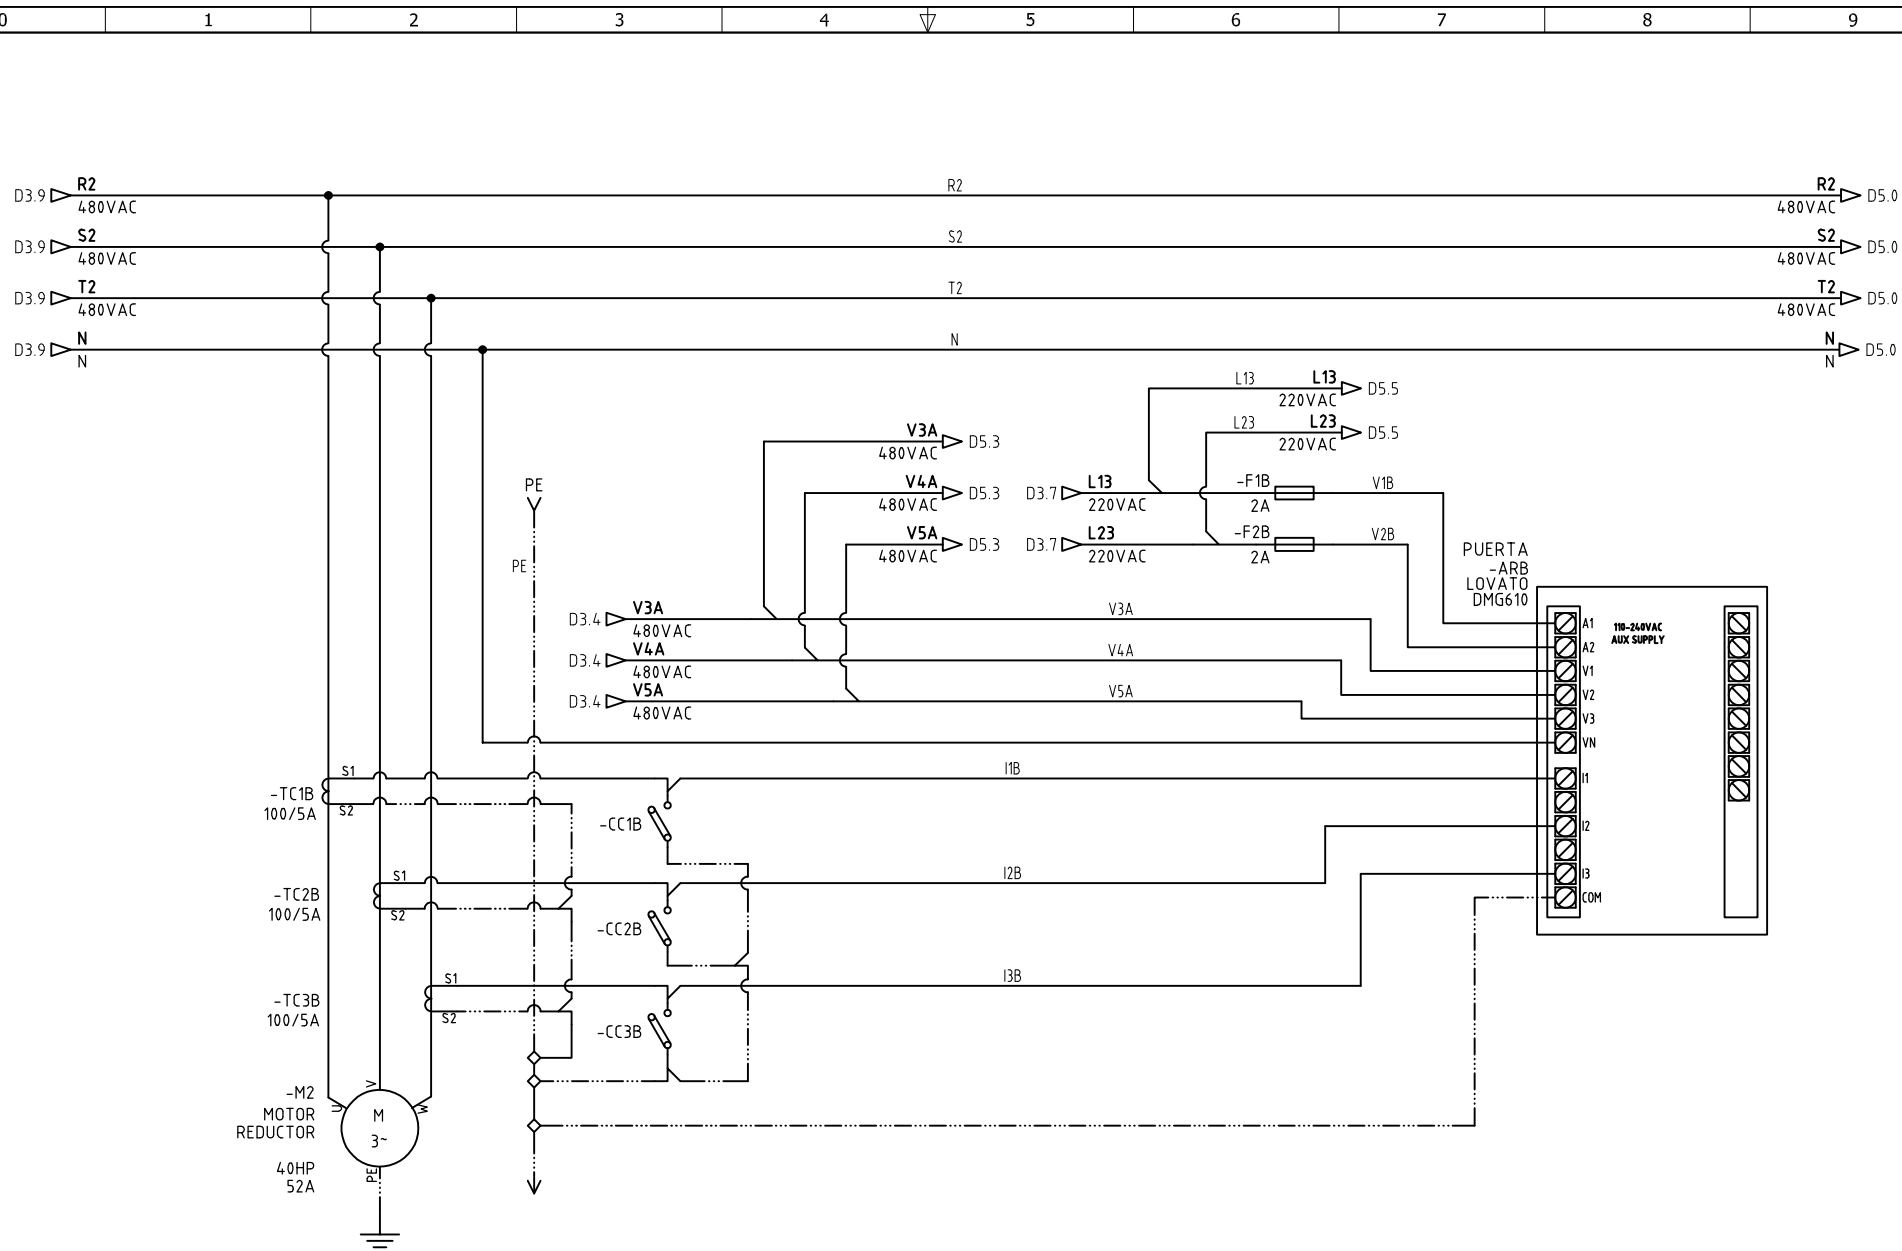 0 1 2 3 4 5 6 7 8 9
D3.9 R2 R2 R2 D5.0
480VAC 480VAC
D3.9 S2 S2 S2 D5.0
480VAC 480VAC
D3.9 T2 T2 T2 D5.0
480VAC 480VAC
D3.9 N N N D5.0
N N
L13 L13 D5.5
220VAC
L23 L23 D5.5
220VAC
V3A D5.3
480VAC
V4A D5.3
480VAC
V5A D5.3
480VAC
D3.7 L13 -F1B V1B
220VAC 2A
D3.7 L23 -F2B V2B
220VAC 2A
PE
PE
PUERTA
-ARB
LOVATO
DMG610
D3.4 V3A V3A
480VAC
D3.4 V4A V4A
480VAC
D3.4 V5A V5A
480VAC
110-240VAC
AUX SUPPLY
A1
A2
V1
V2
V3
VN
I1
I2
I3
COM
S1 I1B
-TC1B
100/5A S2
-CC1B
S1 I2B
-TC2B
100/5A S2
-CC2B
S1 I3B
-TC3B
100/5A S2
-CC3B
-M2
MOTOR
REDUCTOR
40HP
52A
U V W
M
3~
PE